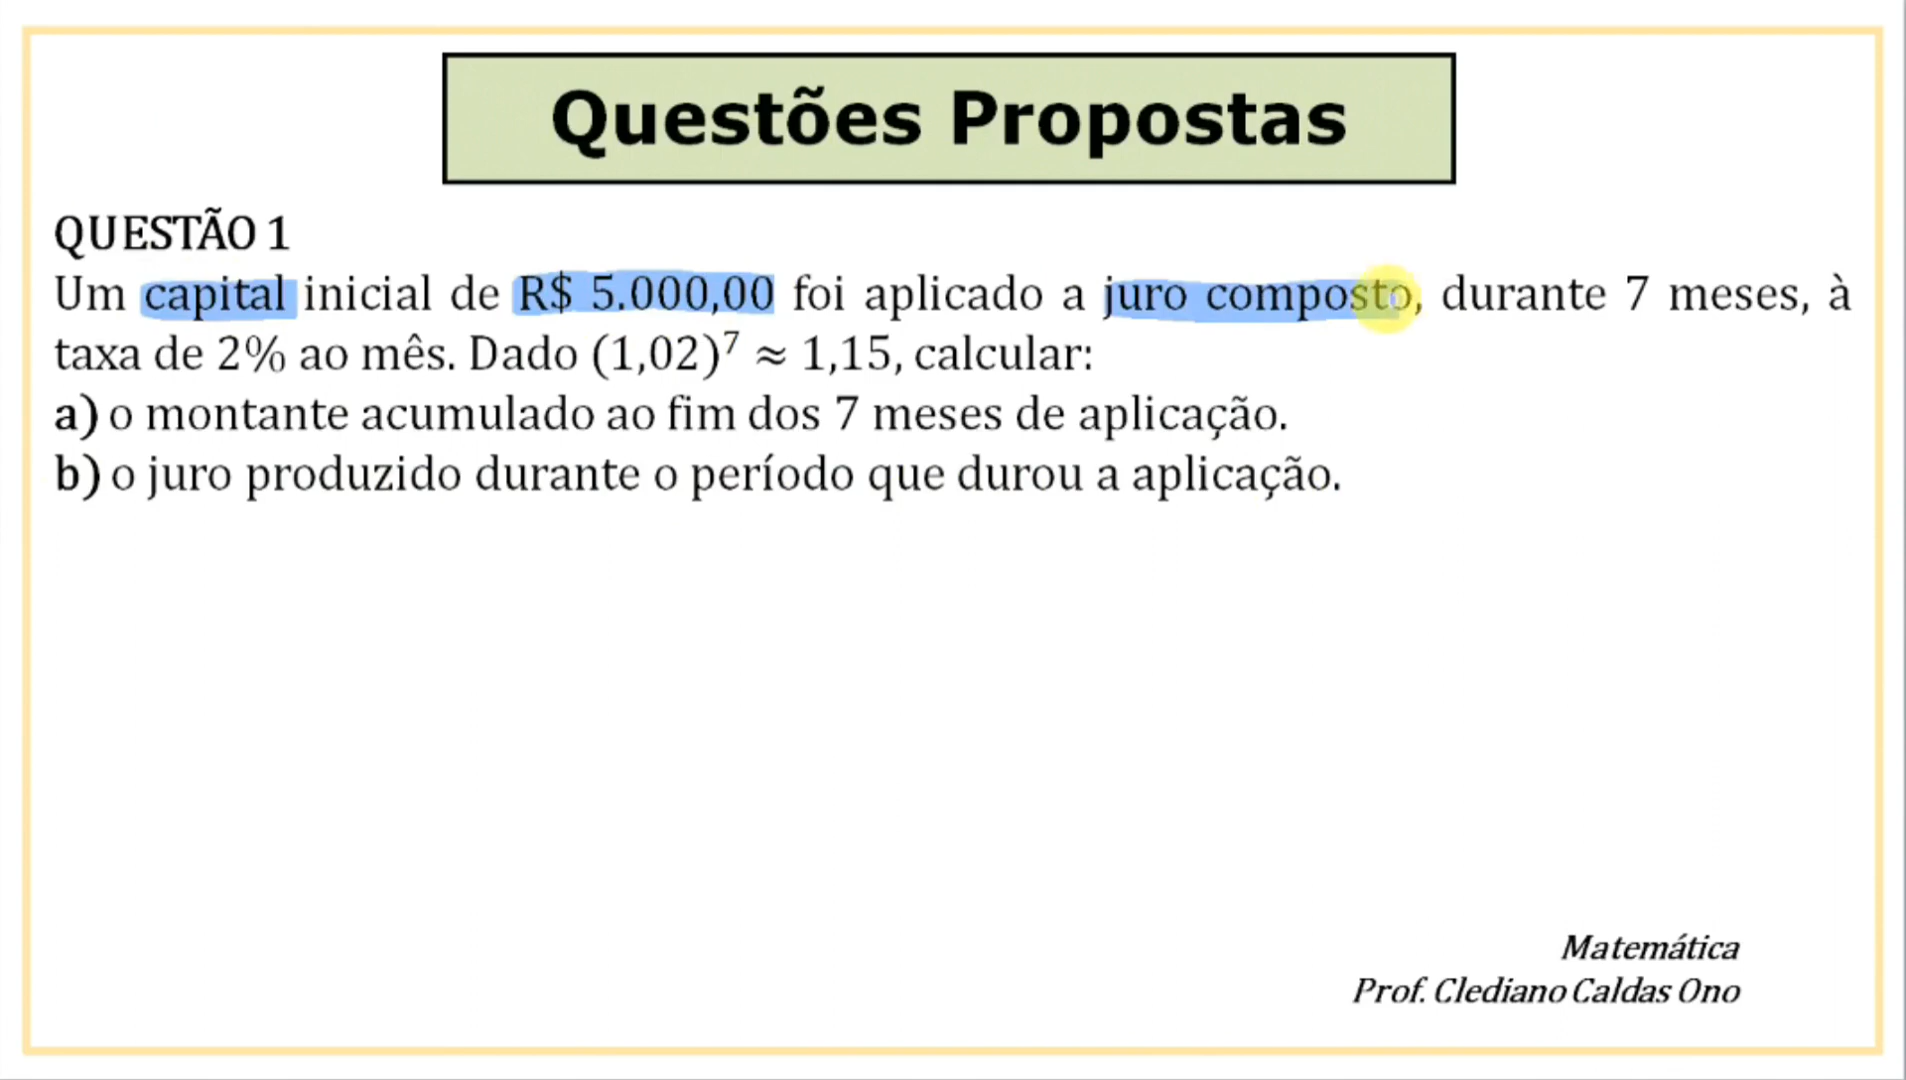 Questões Propostas
QUESTÃO 1
Um capital inicial de R$ 5.000,00 foi aplicado a juro composto, durante 7 meses, à
taxa de 2% ao mês. Dado (1,02)⁷ ≈ 1,15, calcular:
a) o montante acumulado ao fim dos 7 meses de aplicação.
b) o juro produzido durante o período que durou a aplicação.
Matemática
Prof. Clediano Caldas Ono